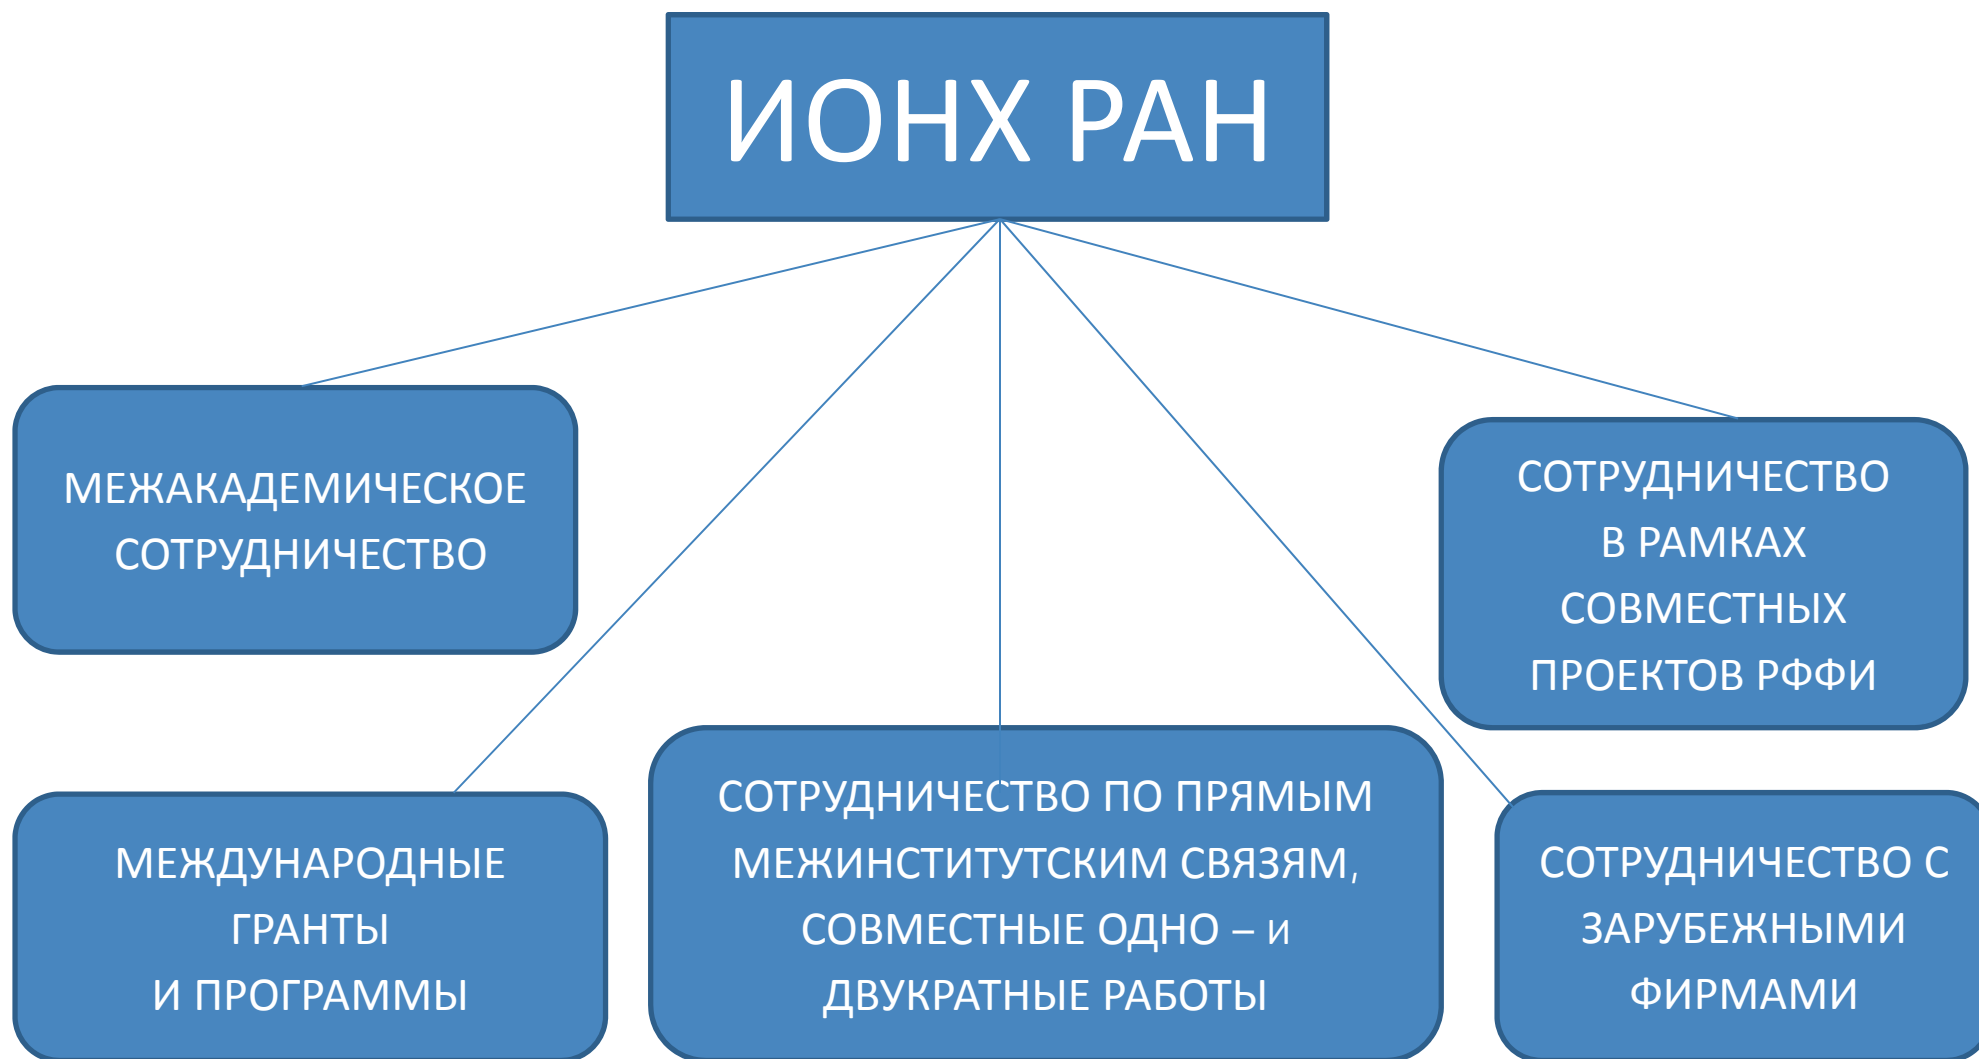 ИОНХ РАН
МЕЖАКАДЕМИЧЕСКОЕ
СОТРУДНИЧЕСТВО
СОТРУДНИЧЕСТВО
В РАМКАХ
СОВМЕСТНЫХ
ПРОЕКТОВ РФФИ
МЕЖДУНАРОДНЫЕ
ГРАНТЫ
И ПРОГРАММЫ
СОТРУДНИЧЕСТВО ПО ПРЯМЫМ
МЕЖИНСТИТУТСКИМ СВЯЗЯМ,
СОВМЕСТНЫЕ ОДНО – И
ДВУКРАТНЫЕ РАБОТЫ
СОТРУДНИЧЕСТВО С
ЗАРУБЕЖНЫМИ
ФИРМАМИ